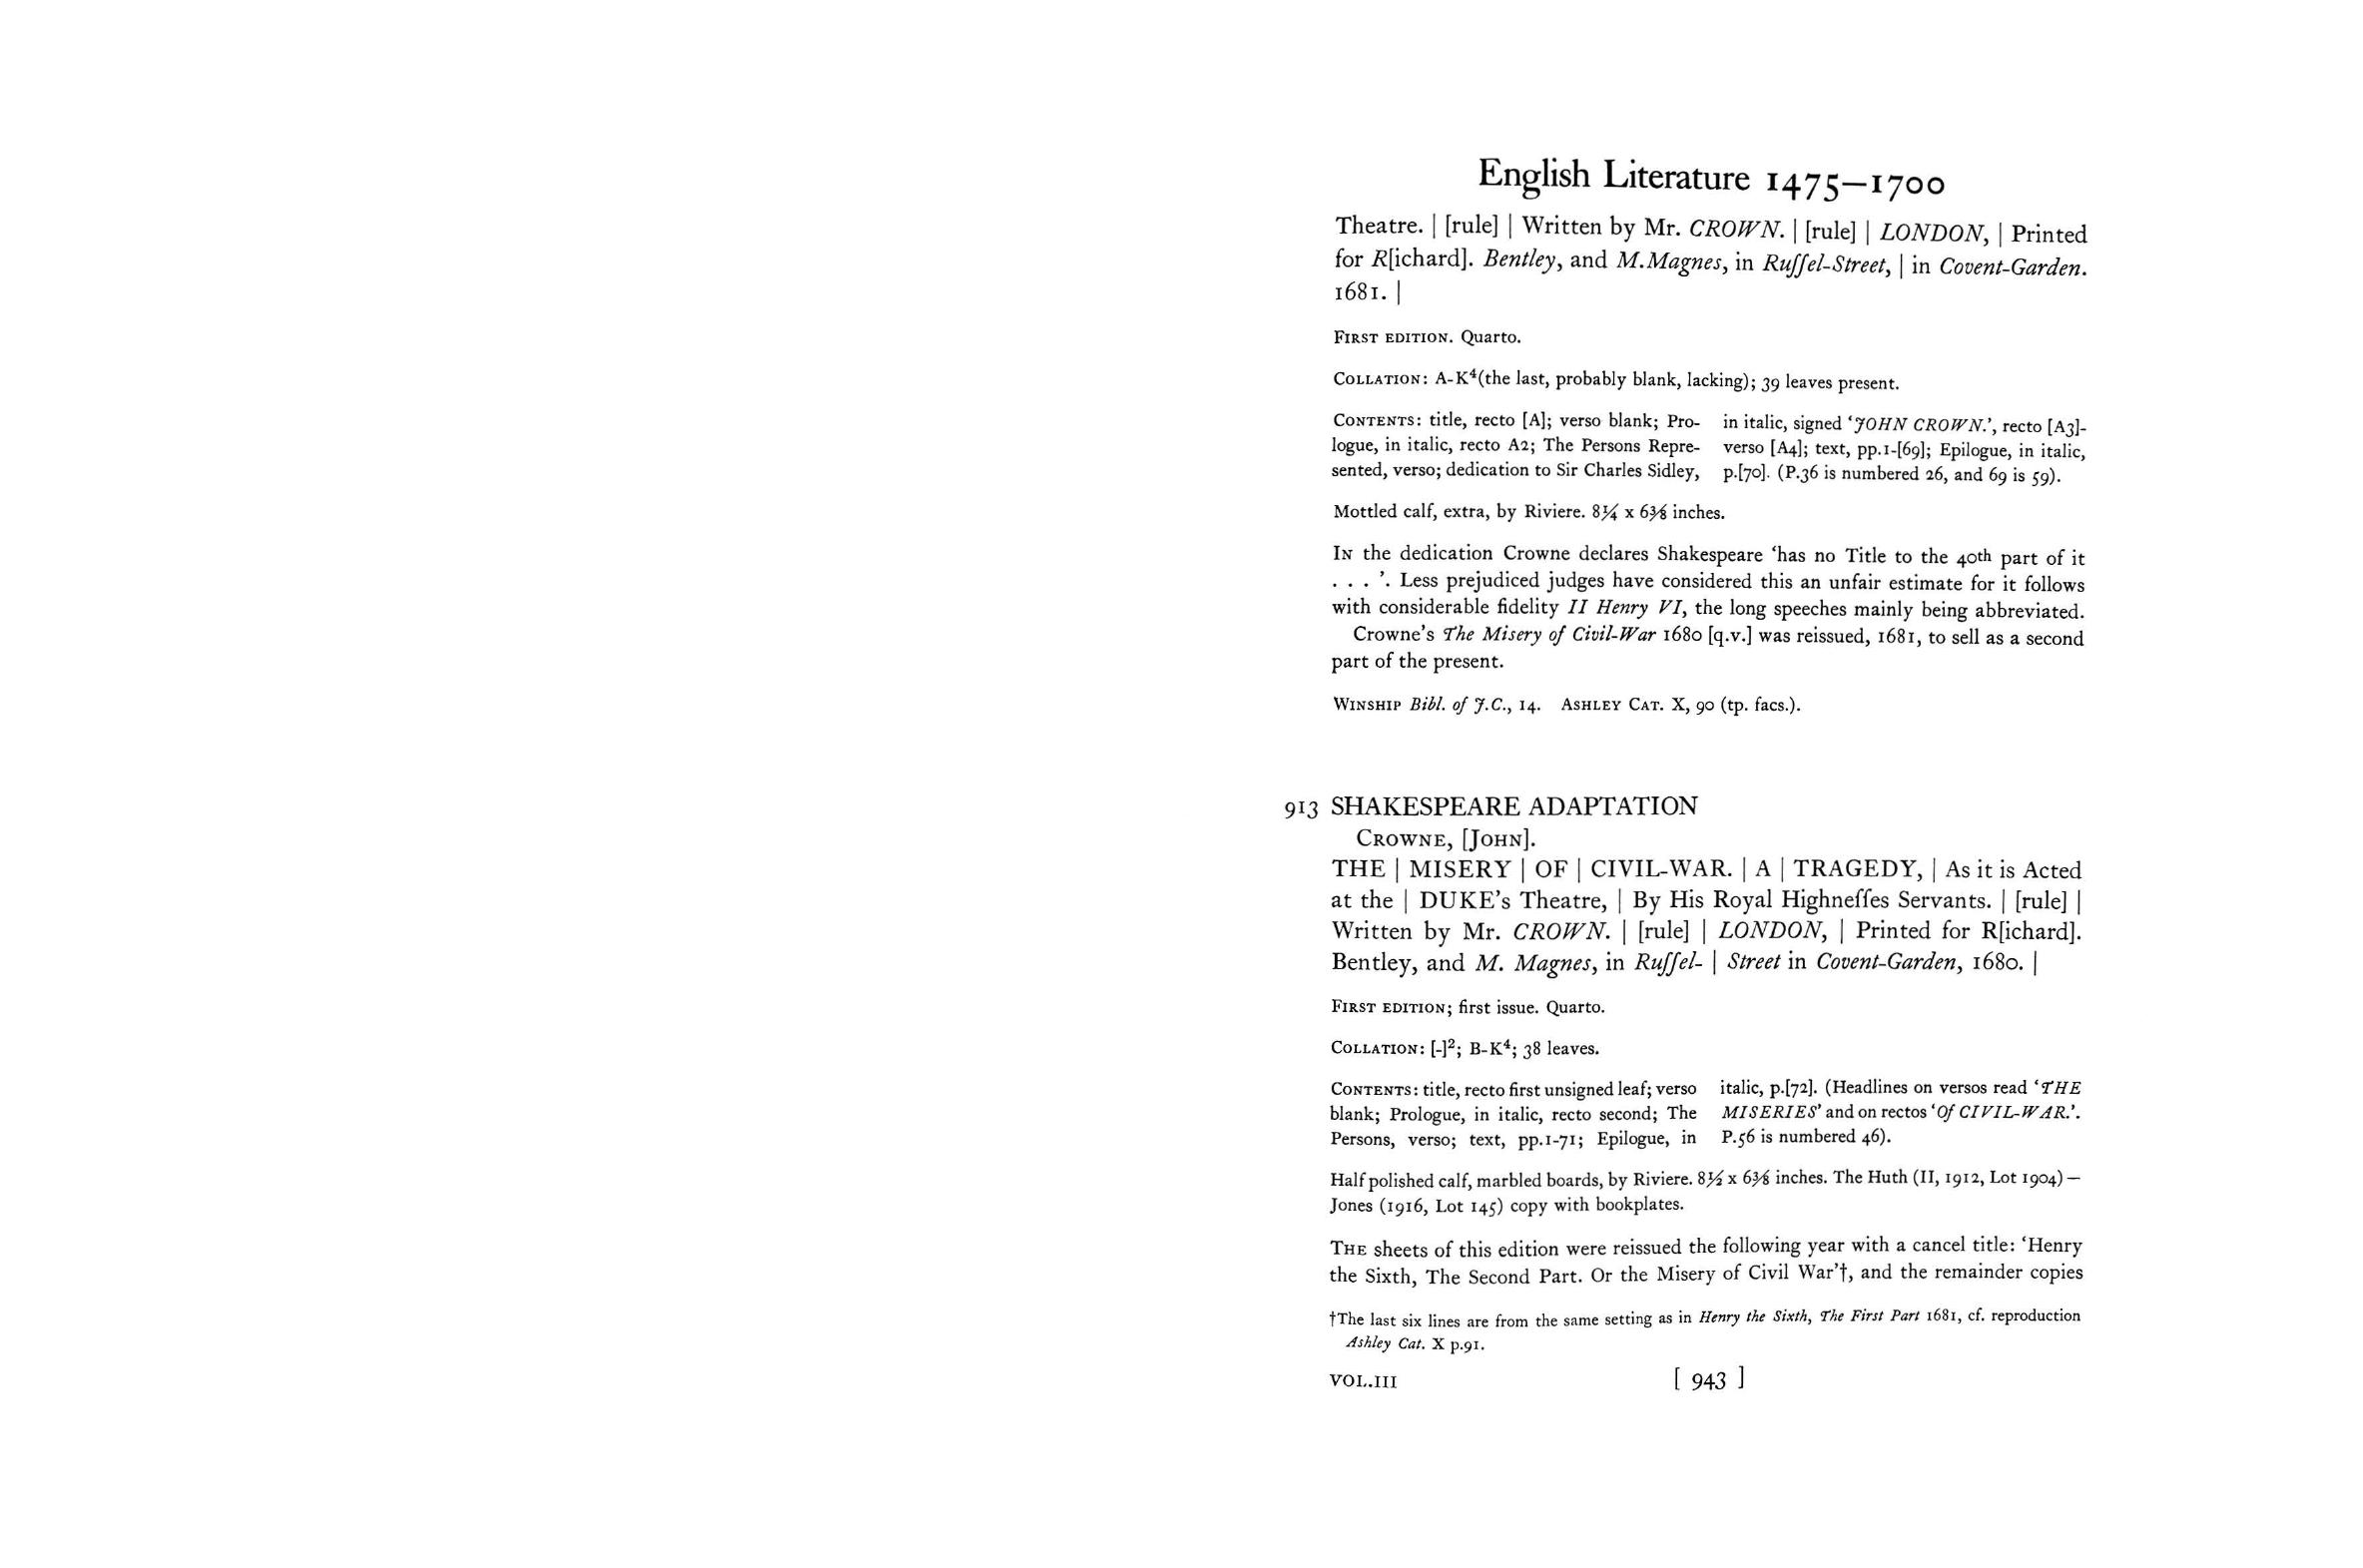 English Literature 1475–1700
Theatre. | [rule] | Written by Mr. CROWN. | [rule] | LONDON, | Printed
for R[ichard]. Bentley, and M.Magnes, in Ruſſel-Street, | in Covent-Garden.
1681. |
First edition. Quarto.
Collation: A-K⁴(the last, probably blank, lacking); 39 leaves present.
Contents: title, recto [A]; verso blank; Pro-
logue, in italic, recto A2; The Persons Repre-
sented, verso; dedication to Sir Charles Sidley,
in italic, signed ‘JOHN CROWN.’, recto [A3]-
verso [A4]; text, pp.1-[69]; Epilogue, in italic,
p.[70]. (P.36 is numbered 26, and 69 is 59).
Mottled calf, extra, by Riviere. 8¼ x 6⅜ inches.
In the dedication Crowne declares Shakespeare ‘has no Title to the 40th part of it
. . . ’. Less prejudiced judges have considered this an unfair estimate for it follows
with considerable fidelity II Henry VI, the long speeches mainly being abbreviated.
Crowne’s The Misery of Civil-War 1680 [q.v.] was reissued, 1681, to sell as a second
part of the present.
Winship Bibl. of J.C., 14. Ashley Cat. X, 90 (tp. facs.).
913 SHAKESPEARE ADAPTATION
Crowne, [John].
THE | MISERY | OF | CIVIL-WAR. | A | TRAGEDY, | As it is Acted
at the | DUKE’s Theatre, | By His Royal Highneſſes Servants. | [rule] |
Written by Mr. CROWN. | [rule] | LONDON, | Printed for R[ichard].
Bentley, and M. Magnes, in Ruſſel- | Street in Covent-Garden, 1680. |
First edition; first issue. Quarto.
Collation: [-]²; B-K⁴; 38 leaves.
Contents: title, recto first unsigned leaf; verso
blank; Prologue, in italic, recto second; The
Persons, verso; text, pp.1-71; Epilogue, in
italic, p.[72]. (Headlines on versos read ‘THE
MISERIES’ and on rectos ‘Of CIVIL-WAR.’.
P.56 is numbered 46).
Half polished calf, marbled boards, by Riviere. 8½ x 6⅜ inches. The Huth (II, 1912, Lot 1904) —
Jones (1916, Lot 145) copy with bookplates.
The sheets of this edition were reissued the following year with a cancel title: ‘Henry
the Sixth, The Second Part. Or the Misery of Civil War’†, and the remainder copies
†The last six lines are from the same setting as in Henry the Sixth, The First Part 1681, cf. reproduction
Ashley Cat. X p.91.
VOL.III [ 943 ]